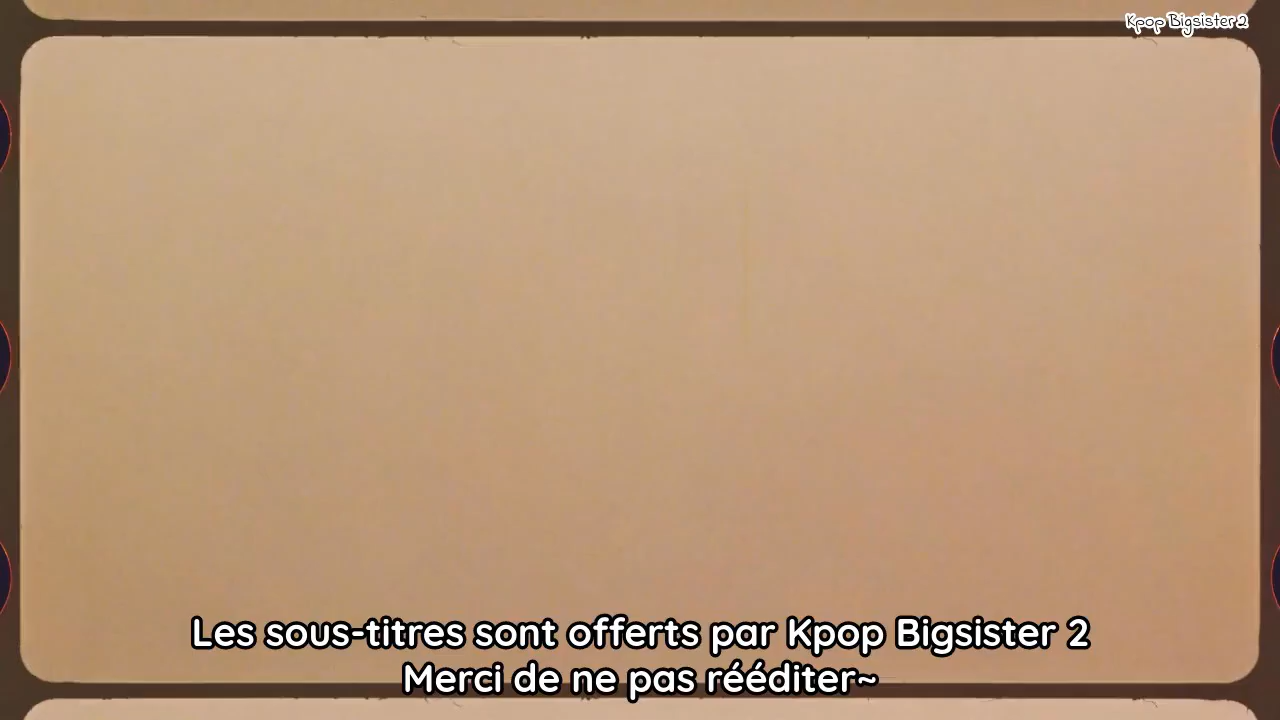 Kpop Bigsister 2
Les sous-titres sont offerts par Kpop Bigsister 2
Merci de ne pas rééditer~